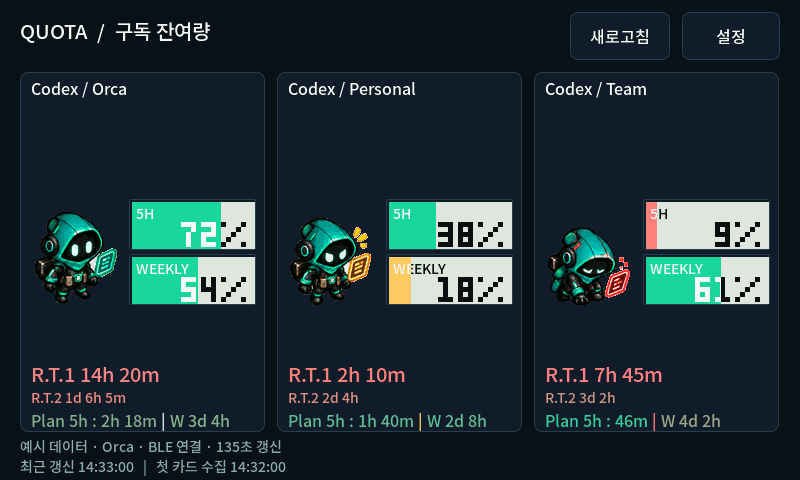 QUOTA / 구독 잔여량
새로고침
설정
Codex / Orca
5H
72%
WEEKLY
54%
R.T.1 14h 20m
R.T.2 1d 6h 5m
Plan 5h : 2h 18m | W 3d 4h
Codex / Personal
5H
38%
WEEKLY
18%
R.T.1 2h 10m
R.T.2 2d 4h
Plan 5h : 1h 40m | W 2d 8h
Codex / Team
5H
9%
WEEKLY
61%
R.T.1 7h 45m
R.T.2 3d 2h
Plan 5h : 46m | W 4d 2h
예시 데이터 · Orca · BLE 연결 · 135초 갱신
최근 갱신 14:33:00 | 첫 카드 수집 14:32:00